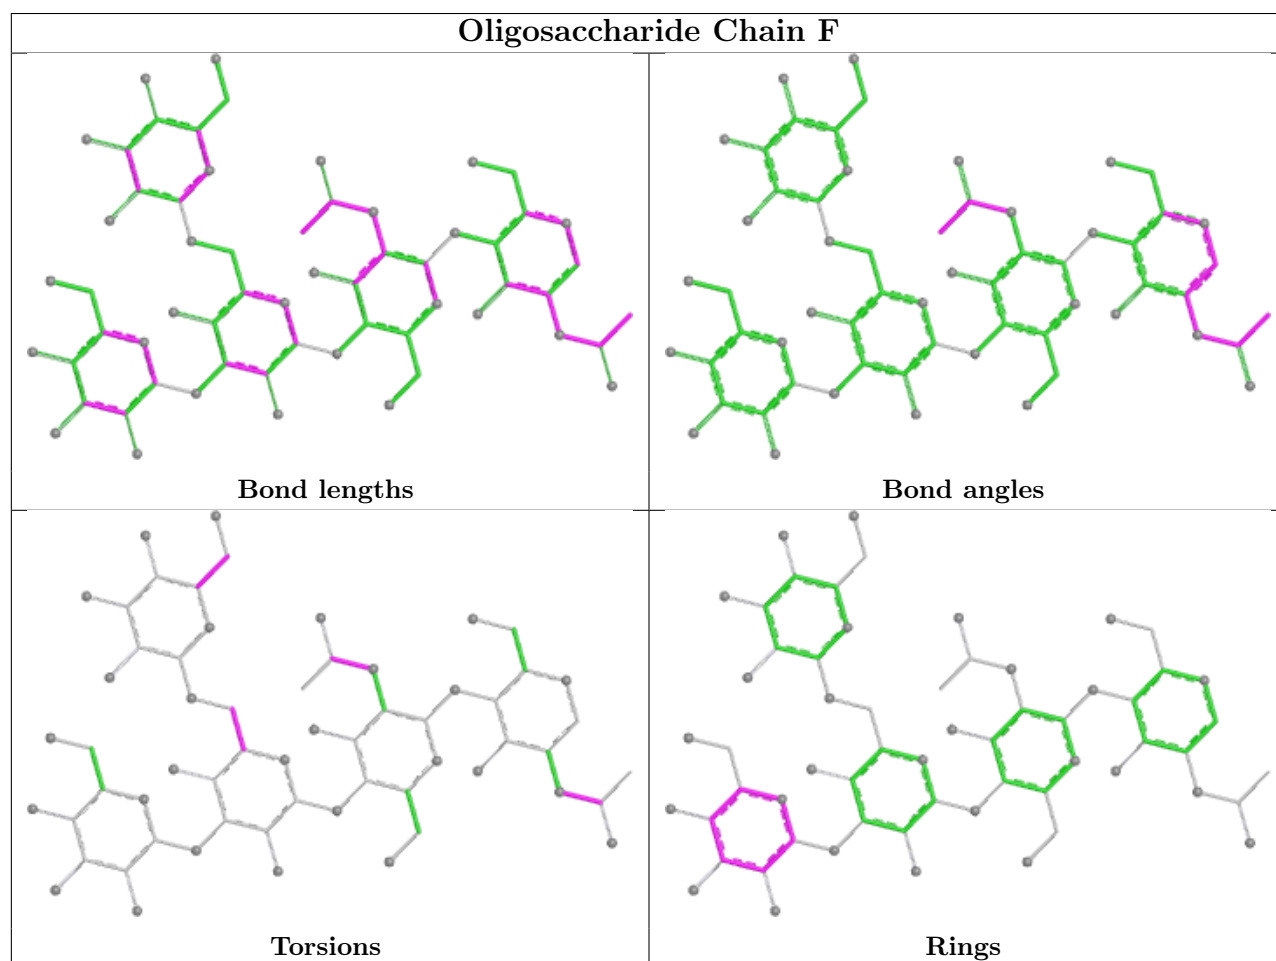 Oligosaccharide Chain F
Bond lengths
Bond angles
Torsions
Rings